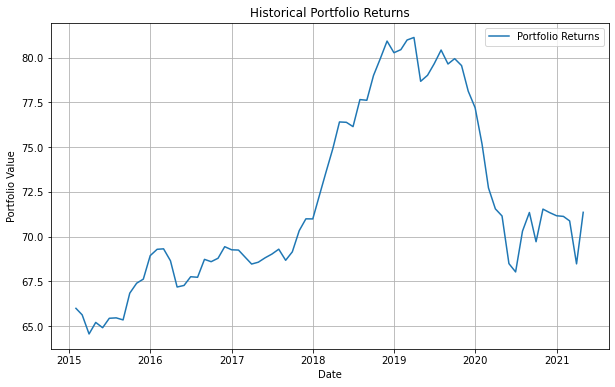 Historical Portfolio Returns
Portfolio Returns
80.0
77.5
75.0
72.5
70.0
67.5
65.0
Portfolio Value
2015 2016 2017 2018 2019 2020 2021
Date